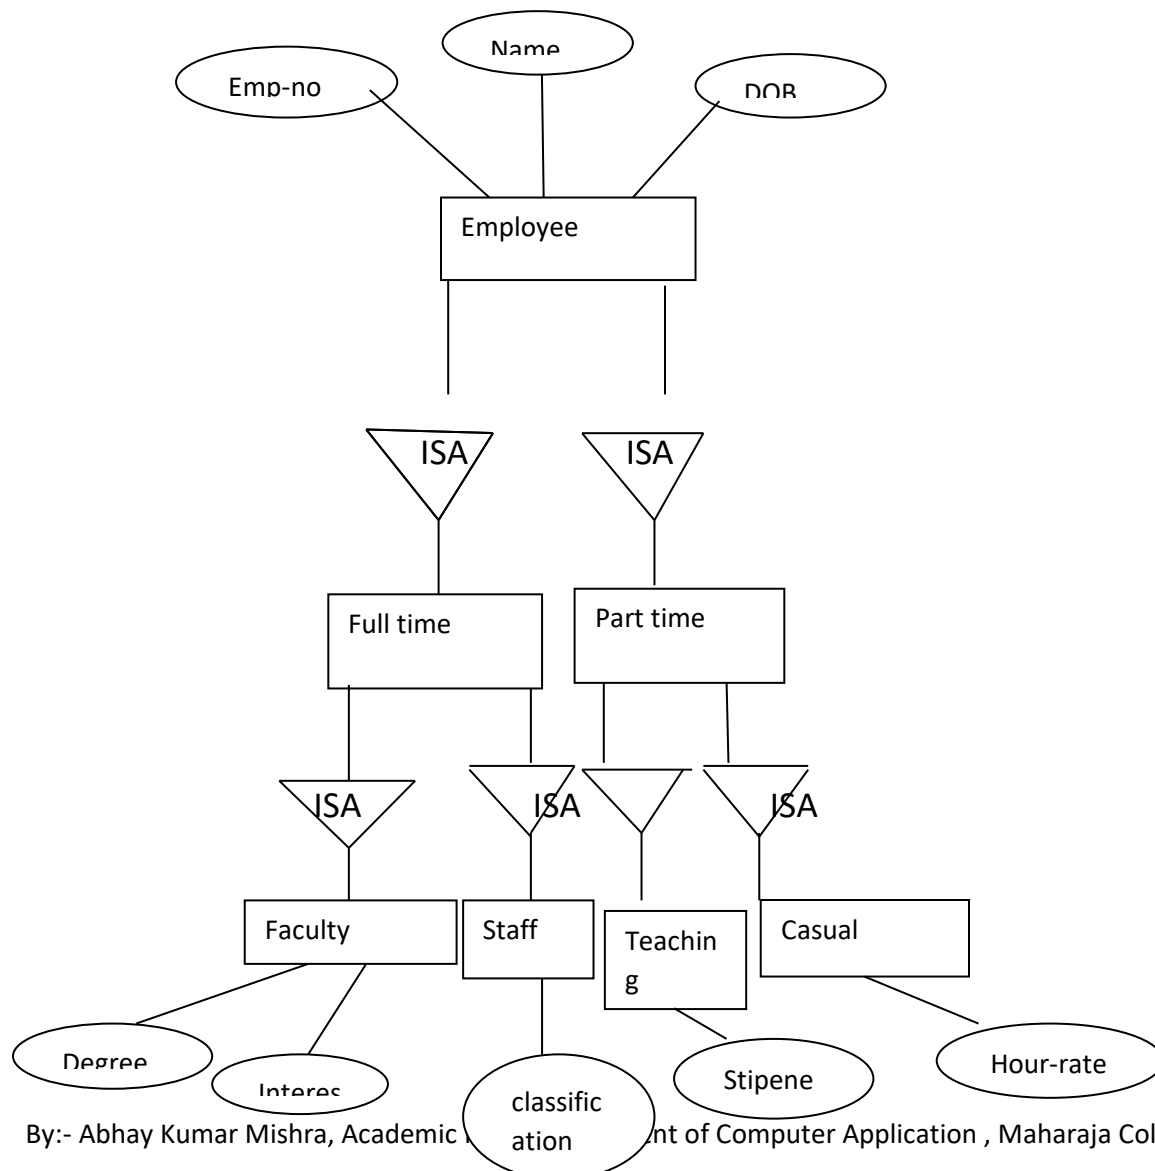 Name
Emp-no
DOB
Employee
ISA ISA
Full time
Part time
ISA ISA ISA
Faculty
Staff
Teachin
g
Casual
Degree
Interes
classific
ation
Stipene
Hour-rate
By:- Abhay Kumar Mishra, Academic nt of Computer Application , Maharaja Col